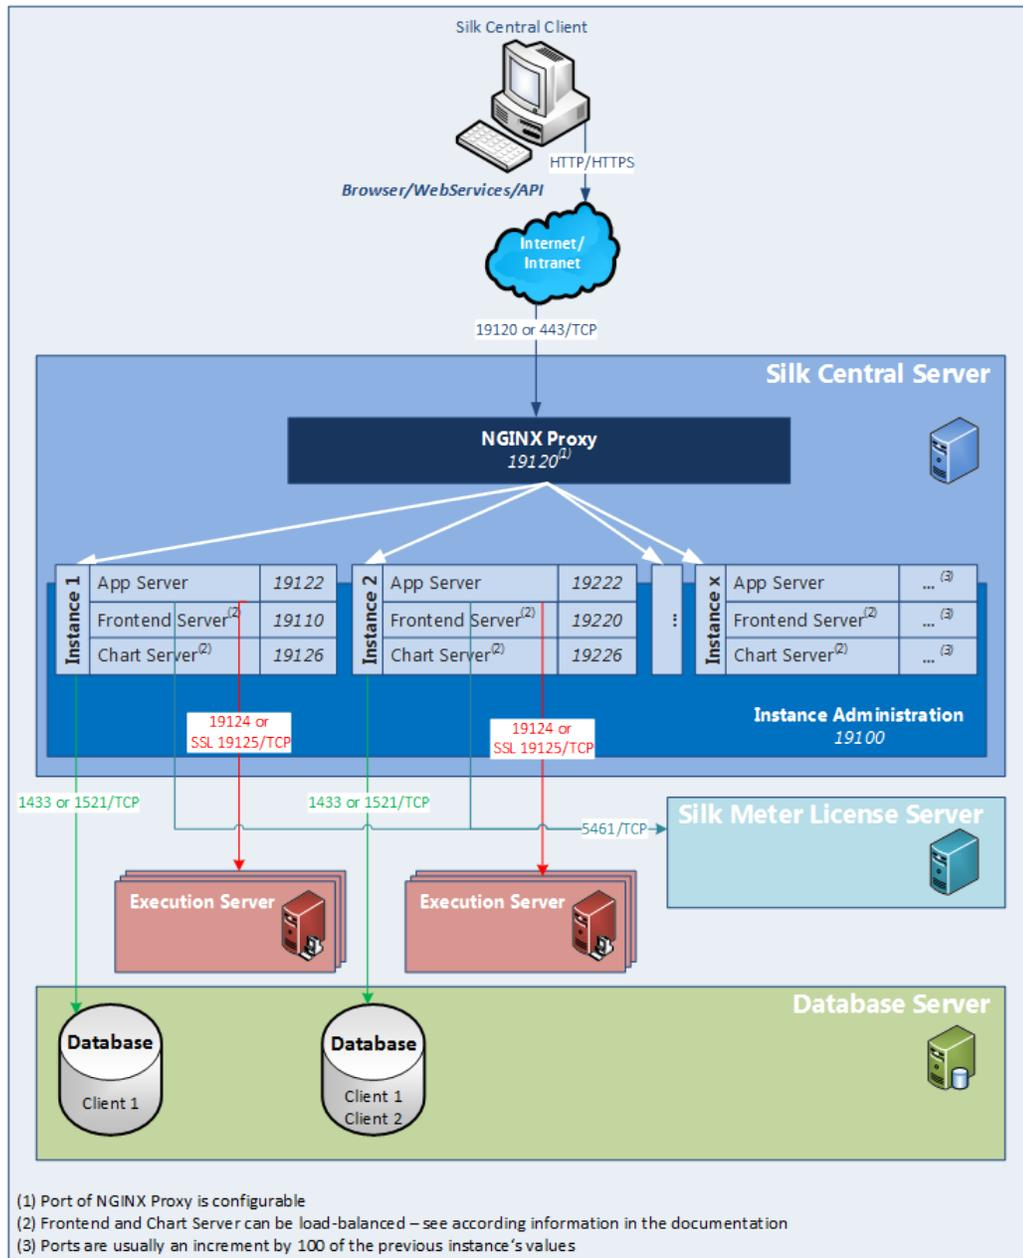 Silk Central Client
HTTP/HTTPS
Browser/WebServices/API
Internet/
Intranet
19120 or 443/TCP
Silk Central Server
NGINX Proxy
19120(1)
Instance 1
App Server 19122
Frontend Server(2) 19110
Chart Server(2) 19126
Instance 2
App Server 19222
Frontend Server(2) 19220
Chart Server(2) 19226
...
Instance x
App Server ... (3)
Frontend Server(2) ... (3)
Chart Server(2) ... (3)
19124 or
SSL 19125/TCP
19124 or
SSL 19125/TCP
Instance Administration
19100
1433 or 1521/TCP
1433 or 1521/TCP
5461/TCP
Silk Meter License Server
Execution Server
Execution Server
Database Server
Database
Client 1
Database
Client 1
Client 2
(1) Port of NGINX Proxy is configurable
(2) Frontend and Chart Server can be load-balanced – see according information in the documentation
(3) Ports are usually an increment by 100 of the previous instance's values